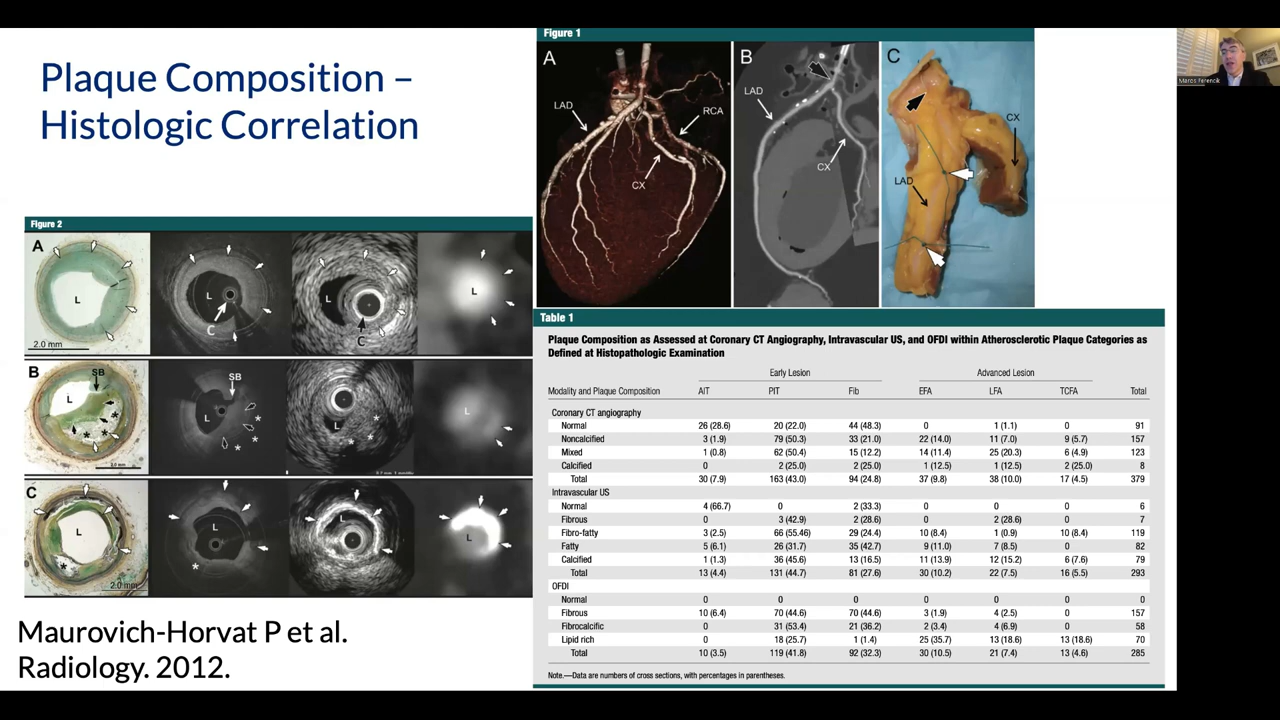 Plaque Composition –
Histologic Correlation
Figure 2
A
L
2.0 mm
L
C
L
C
L
B
SB
L
SB
L
L
L
C
L
2.0 mm
L
L
L
Maurovich-Horvat P et al.
Radiology. 2012.
Figure 1
A
LAD
RCA
CX
B
LAD
CX
C
CX
LAD
Table 1
Plaque Composition as Assessed at Coronary CT Angiography, Intravascular US, and OFDI within Atherosclerotic Plaque Categories as
Defined at Histopathologic Examination
Early Lesion Advanced Lesion
Modality and Plaque Composition AIT PIT Fib EFA LFA TCFA Total
Coronary CT angiography
Normal 26 (28.6) 20 (22.0) 44 (48.3) 0 1 (1.1) 0 91
Noncalcified 3 (1.9) 79 (50.3) 33 (21.0) 22 (14.0) 11 (7.0) 9 (5.7) 157
Mixed 1 (0.8) 62 (50.4) 15 (12.2) 14 (11.4) 25 (20.3) 6 (4.9) 123
Calcified 0 2 (25.0) 2 (25.0) 1 (12.5) 1 (12.5) 2 (25.0) 8
Total 30 (7.9) 163 (43.0) 94 (24.8) 37 (9.8) 38 (10.0) 17 (4.5) 379
Intravascular US
Normal 4 (66.7) 0 2 (33.3) 0 0 0 6
Fibrous 0 3 (42.9) 2 (28.6) 0 2 (28.6) 0 7
Fibro-fatty 3 (2.5) 66 (55.46) 29 (24.4) 10 (8.4) 1 (0.9) 10 (8.4) 119
Fatty 5 (6.1) 26 (31.7) 35 (42.7) 9 (11.0) 7 (8.5) 0 82
Calcified 1 (1.3) 36 (45.6) 13 (16.5) 11 (13.9) 12 (15.2) 6 (7.6) 79
Total 13 (4.4) 131 (44.7) 81 (27.6) 30 (10.2) 22 (7.5) 16 (5.5) 293
OFDI
Normal 0 0 0 0 0 0 0
Fibrous 10 (6.4) 70 (44.6) 70 (44.6) 3 (1.9) 4 (2.5) 0 157
Fibrocalcific 0 31 (53.4) 21 (36.2) 2 (3.4) 4 (6.9) 0 58
Lipid rich 0 18 (25.7) 1 (1.4) 25 (35.7) 13 (18.6) 13 (18.6) 70
Total 10 (3.5) 119 (41.8) 92 (32.3) 30 (10.5) 21 (7.4) 13 (4.6) 285
Note.—Data are numbers of cross sections, with percentages in parentheses.
Maros Ferencik